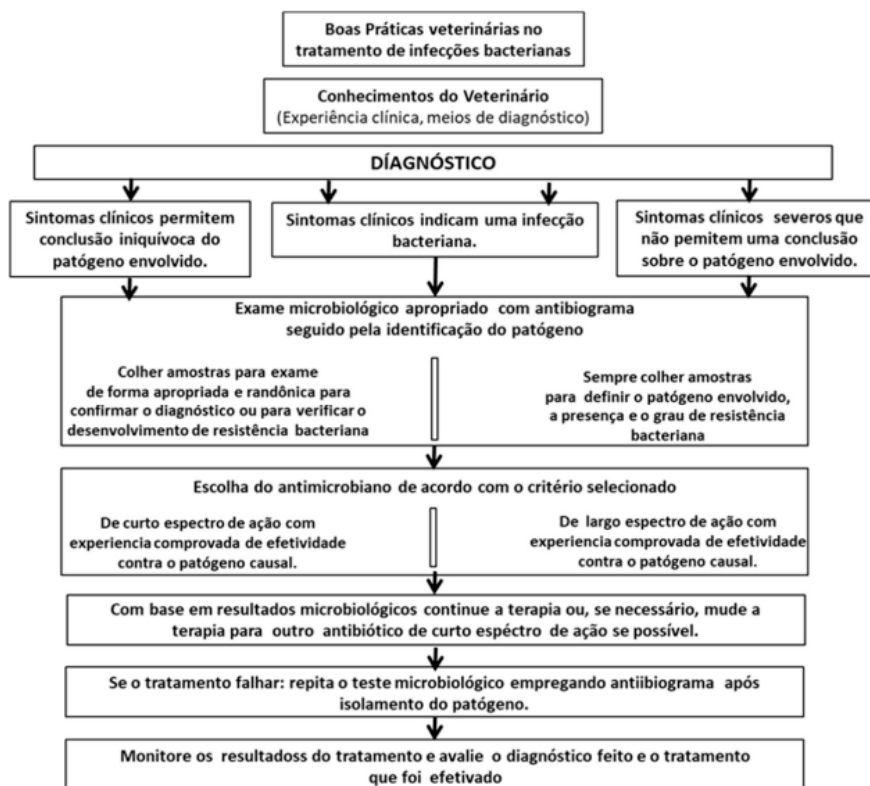 Boas Práticas veterinárias no
tratamento de infecções bacterianas
Conhecimentos do Veterinário
(Experiência clínica, meios de diagnóstico)
DÍAGNÓSTICO
Sintomas clínicos permitem
conclusão iniquívoca do
patógeno envolvido.
Sintomas clínicos indicam uma infecção
bacteriana.
Sintomas clínicos severos que
não pemitem uma conclusão
sobre o patógeno envolvido.
Exame microbiológico apropriado com antibiograma
seguido pela identificação do patógeno
Colher amostras para exame
de forma apropriada e randônica para
confirmar o diagnóstico ou para verificar o
desenvolvimento de resistência bacteriana
Sempre colher amostras
para definir o patógeno envolvido,
a presença e o grau de resistência
bacteriana
Escolha do antimicrobiano de acordo com o critério selecionado
De curto espectro de ação com
experiencia comprovada de efetividade
contra o patógeno causal.
De largo espectro de ação com
experiencia comprovada de efetividade
contra o patógeno causal.
Com base em resultados microbiológicos continue a terapia ou, se necessário, mude a
terapia para outro antibiótico de curto espéctro de ação se possível.
Se o tratamento falhar: repita o teste microbiológico empregando antiibiograma após
isolamento do patógeno.
Monitore os resultadoss do tratamento e avalie o diagnóstico feito e o tratamento
que foi efetivado